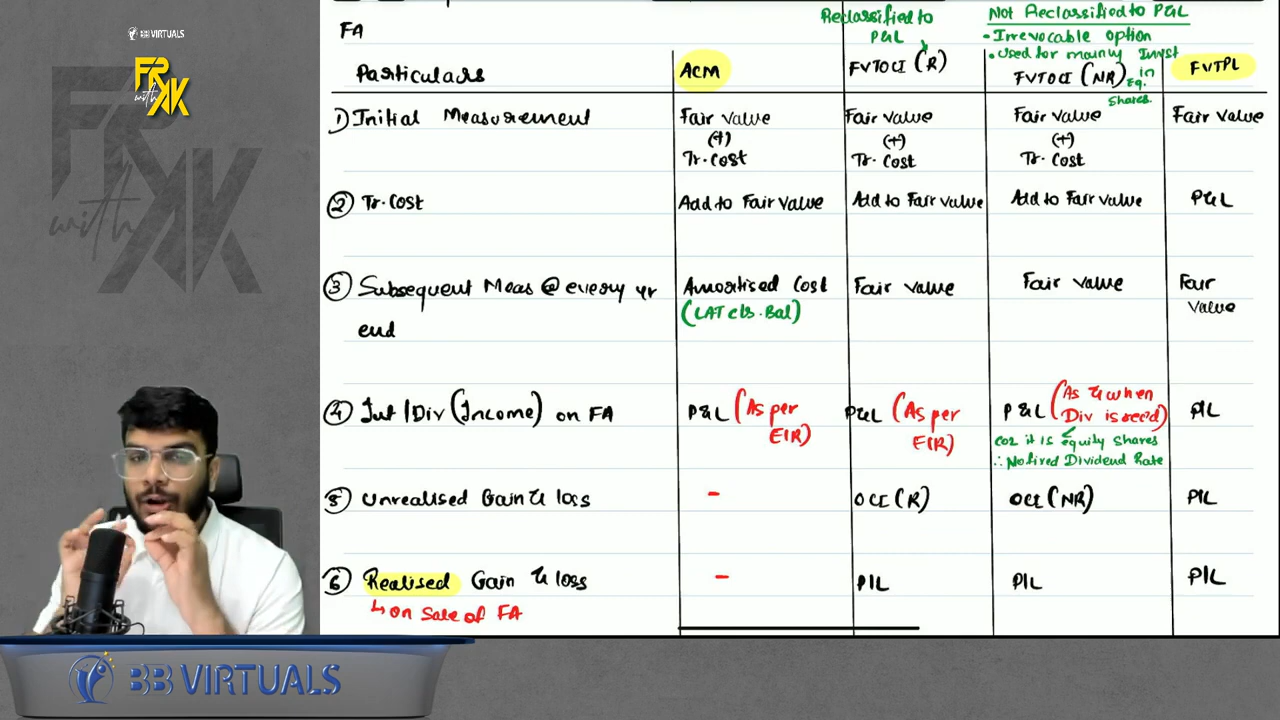 BB VIRTUALS
FR
with
AK
FR
with
AK
FA
Reclassified to
P&L
Not Reclassified to P&L
• Irrevocable option
• used for mainly Invst
in
Eq.
Shares.
Particulars
ACM
FVTOCI (R)
FVTOCI (NR)
FVTPL
1) Initial Measurement
Fair value
(+)
Tr. Cost
Fair value
(+)
Tr. Cost
Fair value
(+)
Tr. Cost
Fair value
2 Tr. Cost
Add to Fair value
Add to Fair value
Add to Fair value
P&L
3 Subsequent Meas @ every yr
end
Amortised Cost
(LAT cls. Bal)
Fair value
Fair value
Fair
value
4 Int / Div (Income) on FA
P&L (As per
EIR)
P&L (As per
EIR)
P&L (As & when
Div is recd)
coz it is equity shares
∴ No fixed Dividend Rate
P/L
5 Unrealised Gain & loss
-
OCI (R)
OCI (NR)
P/L
6 Realised Gain & loss
↳ on Sale of FA
-
P/L
P/L
P/L
BB VIRTUALS